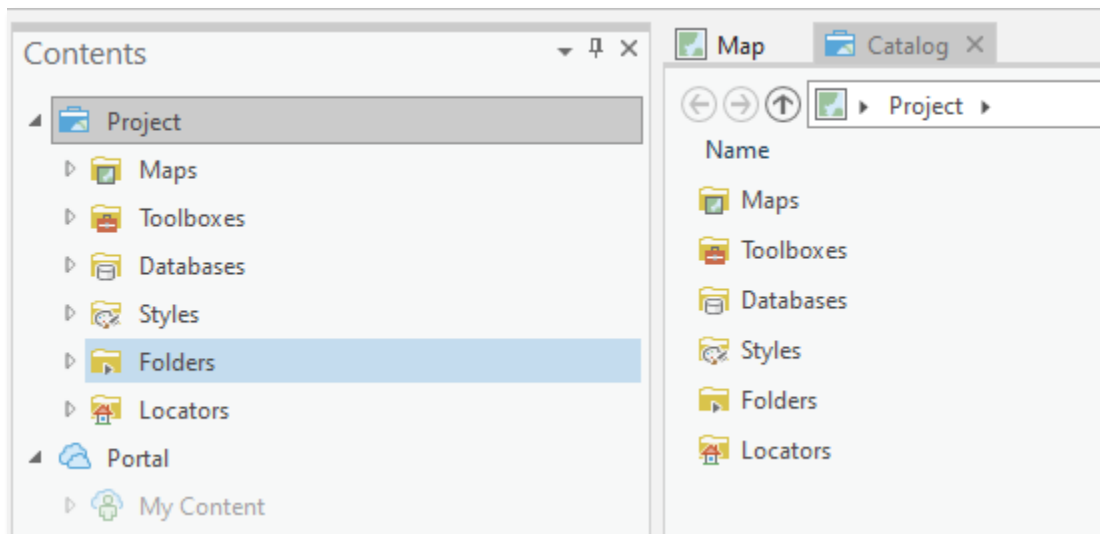 Contents
Project
Maps
Toolboxes
Databases
Styles
Folders
Locators
Portal
My Content
Map
Catalog
Project
Name
Maps
Toolboxes
Databases
Styles
Folders
Locators